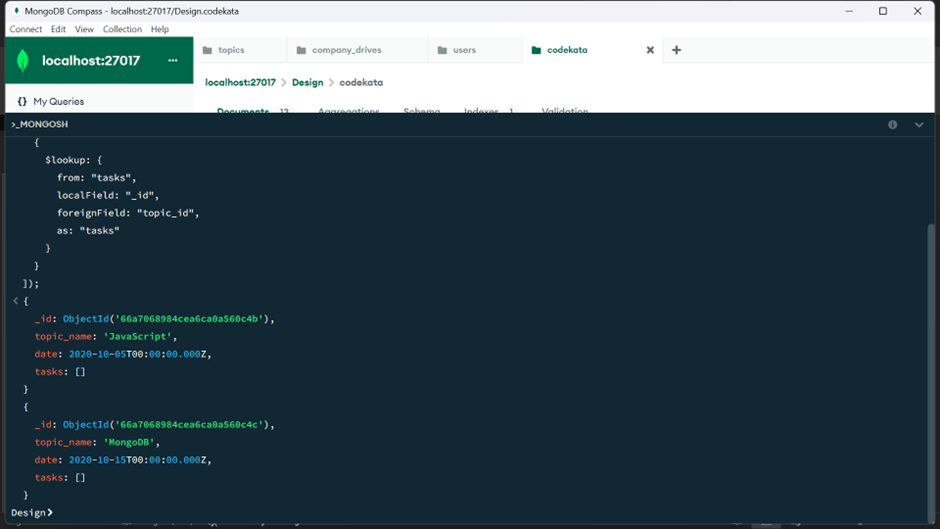 MongoDB Compass - localhost:27017/Design.codekata
Connect Edit View Collection Help
localhost:27017 ...
topics company_drives users codekata
localhost:27017 > Design > codekata
{} My Queries
Documents 12 Aggregations Schema Indexes 1 Validation
>_MONGOSH
{
$lookup: {
from: "tasks",
localField: "_id",
foreignField: "topic_id",
as: "tasks"
}
}
]);
< {
_id: ObjectId('66a7068984cea6ca0a560c4b'),
topic_name: 'JavaScript',
date: 2020-10-05T00:00:00.000Z,
tasks: []
}
{
_id: ObjectId('66a7068984cea6ca0a560c4c'),
topic_name: 'MongoDB',
date: 2020-10-15T00:00:00.000Z,
tasks: []
}
Design>